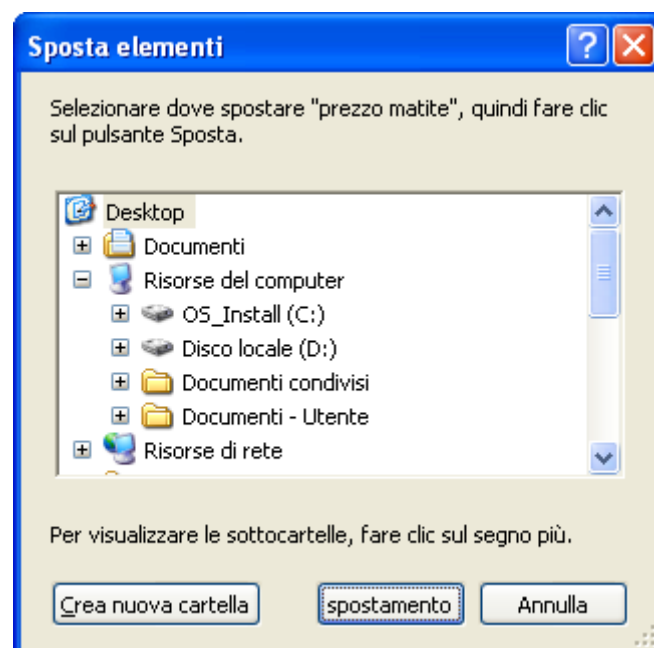 Sposta elementi
Selezionare dove spostare "prezzo matite", quindi fare clic
sul pulsante Sposta.
Desktop
Documenti
Risorse del computer
OS_Install (C:)
Disco locale (D:)
Documenti condivisi
Documenti - Utente
Risorse di rete
Per visualizzare le sottocartelle, fare clic sul segno più.
Crea nuova cartella spostamento Annulla